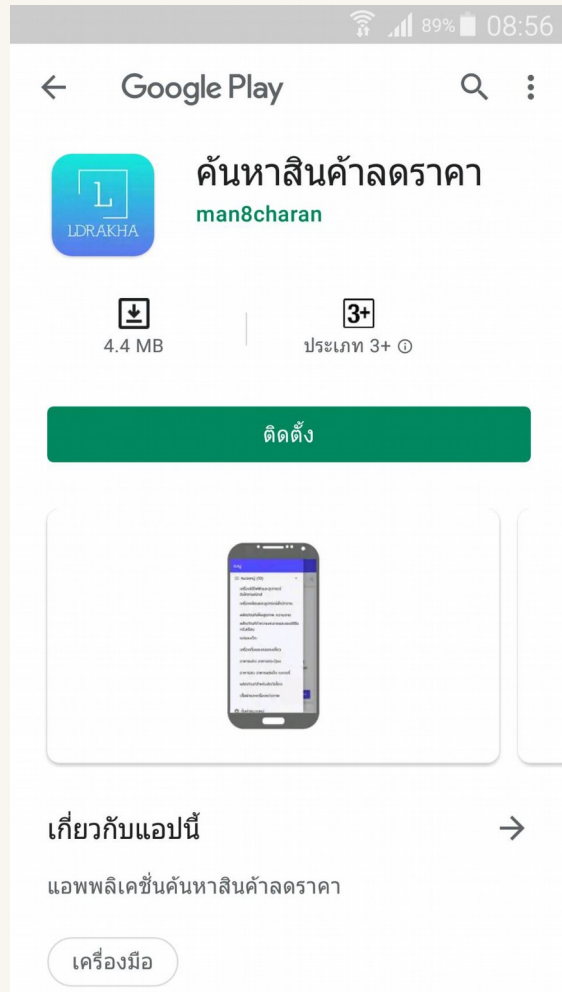 89% 08:56
Google Play
ค้นหาสินค้าลดราคา
man8charan
L
LDRAKHA
3+
4.4 MB
ประเภท 3+
ติดตั้ง
เกี่ยวกับแอปนี้
แอพพลิเคชั่นค้นหาสินค้าลดราคา
เครื่องมือ